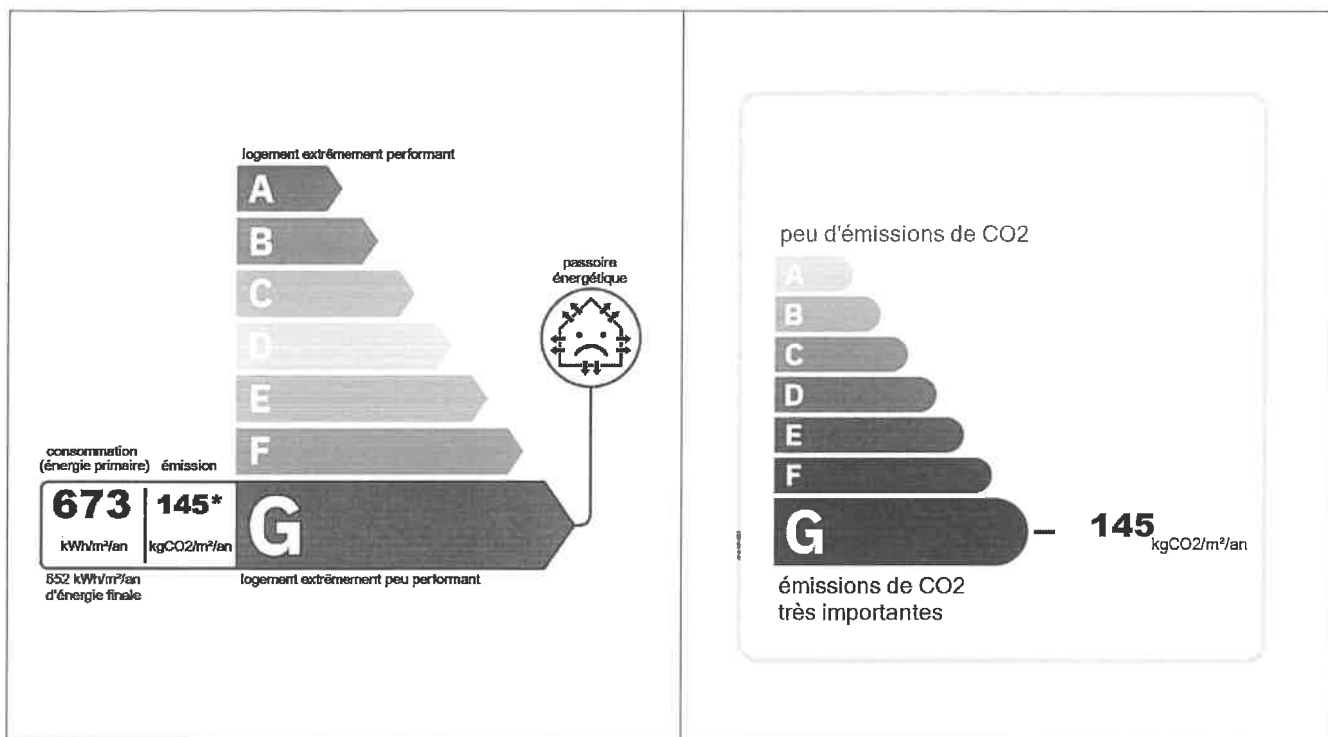 logement extrêmement performant
A
B
C
D
E
F
G
passoire
énergétique
consommation
(énergie primaire)
émission
673
kWh/m²/an
145*
kgCO2/m²/an
652 kWh/m²/an
d'énergie finale
logement extrêmement peu performant
peu d'émissions de CO2
A
B
C
D
E
F
G
145
kgCO2/m²/an
émissions de CO2
très importantes